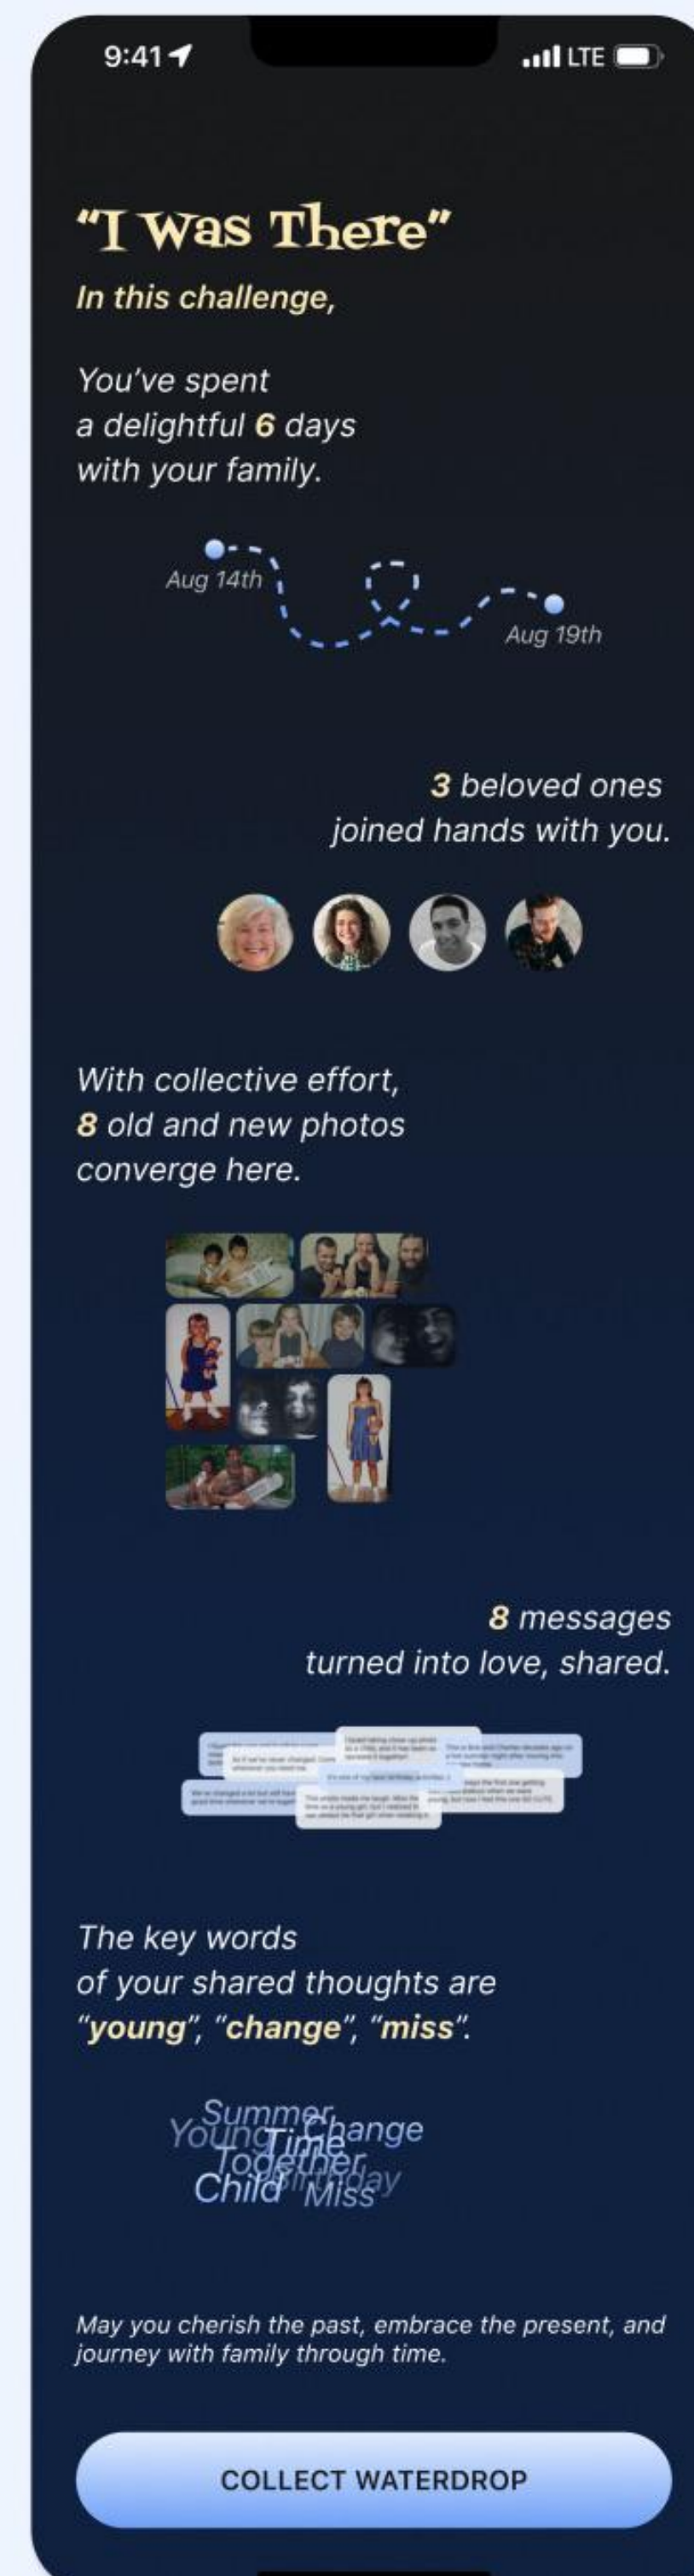 9:41
LTE
“I Was There”
In this challenge,
You’ve spent
a delightful 6 days
with your family.
Aug 14th
Aug 19th
3 beloved ones
joined hands with you.
With collective effort,
8 old and new photos
converge here.
8 messages
turned into love, shared.
The key words
of your shared thoughts are
“young”, “change”, “miss”.
Summer
Young
Change
Time
Together
Birthday
Child
Miss
May you cherish the past, embrace the present, and
journey with family through time.
COLLECT WATERDROP